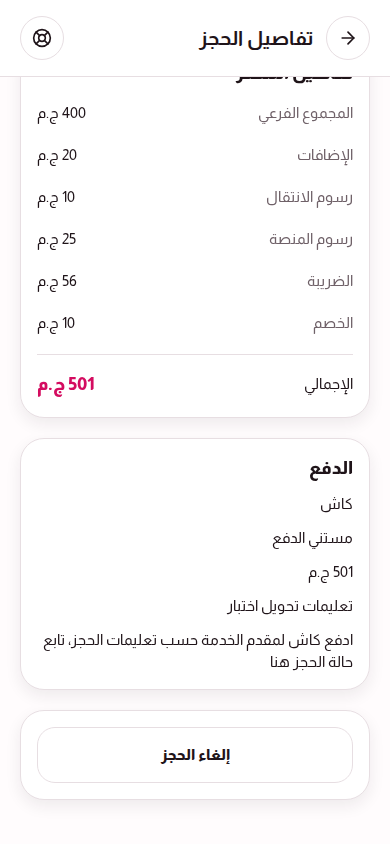 تفاصيل الحجز
المجموع الفرعي
400 ج.م
الإضافات
20 ج.م
رسوم الانتقال
10 ج.م
رسوم المنصة
25 ج.م
الضريبة
56 ج.م
الخصم
10 ج.م
الإجمالي
501 ج.م
الدفع
كاش
مستني الدفع
501 ج.م
تعليمات تحويل اختبار
ادفع كاش لمقدم الخدمة حسب تعليمات الحجز، تابع
حالة الحجز هنا
إلغاء الحجز